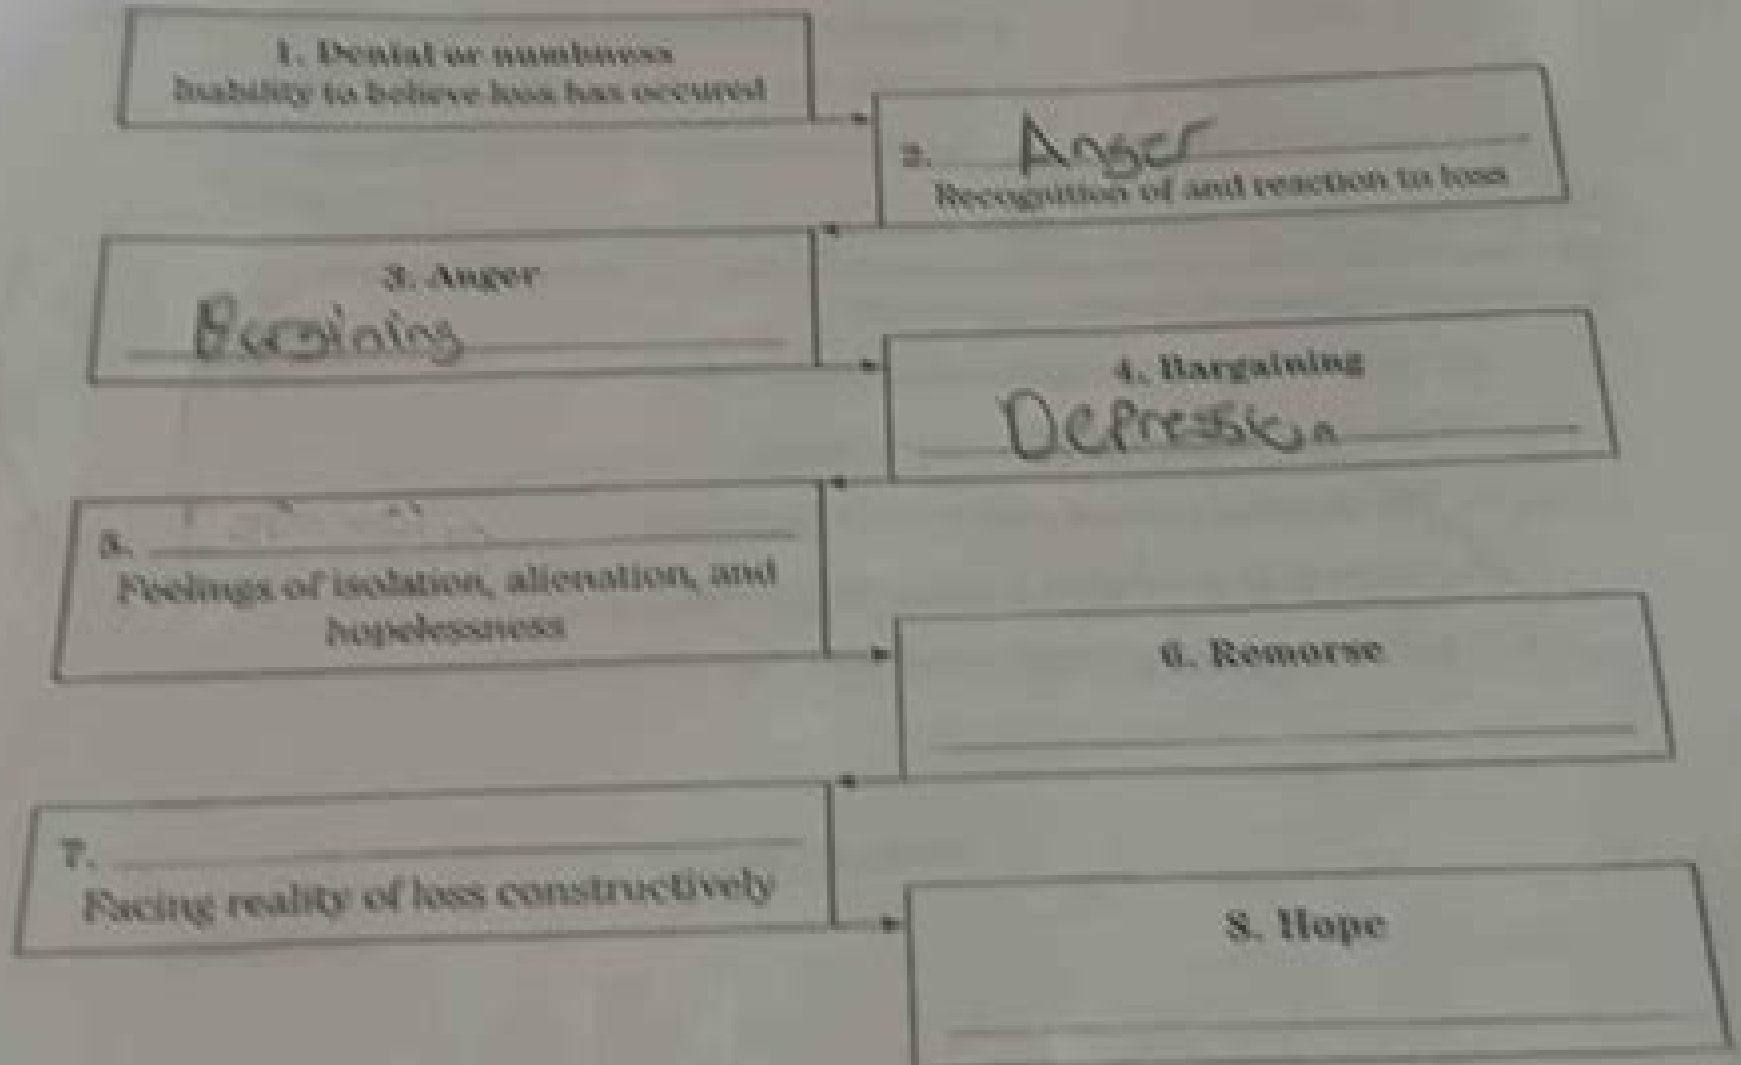 1. Denial or numbness
Inability to believe loss has occured
2. Anger
Recognition of and reaction to loss
3. Anger
Bargining
4. Bargaining
Depression
5.
Feelings of isolation, alienation, and
hopelessness
6. Remorse
7.
Facing reality of loss constructively
8. Hope